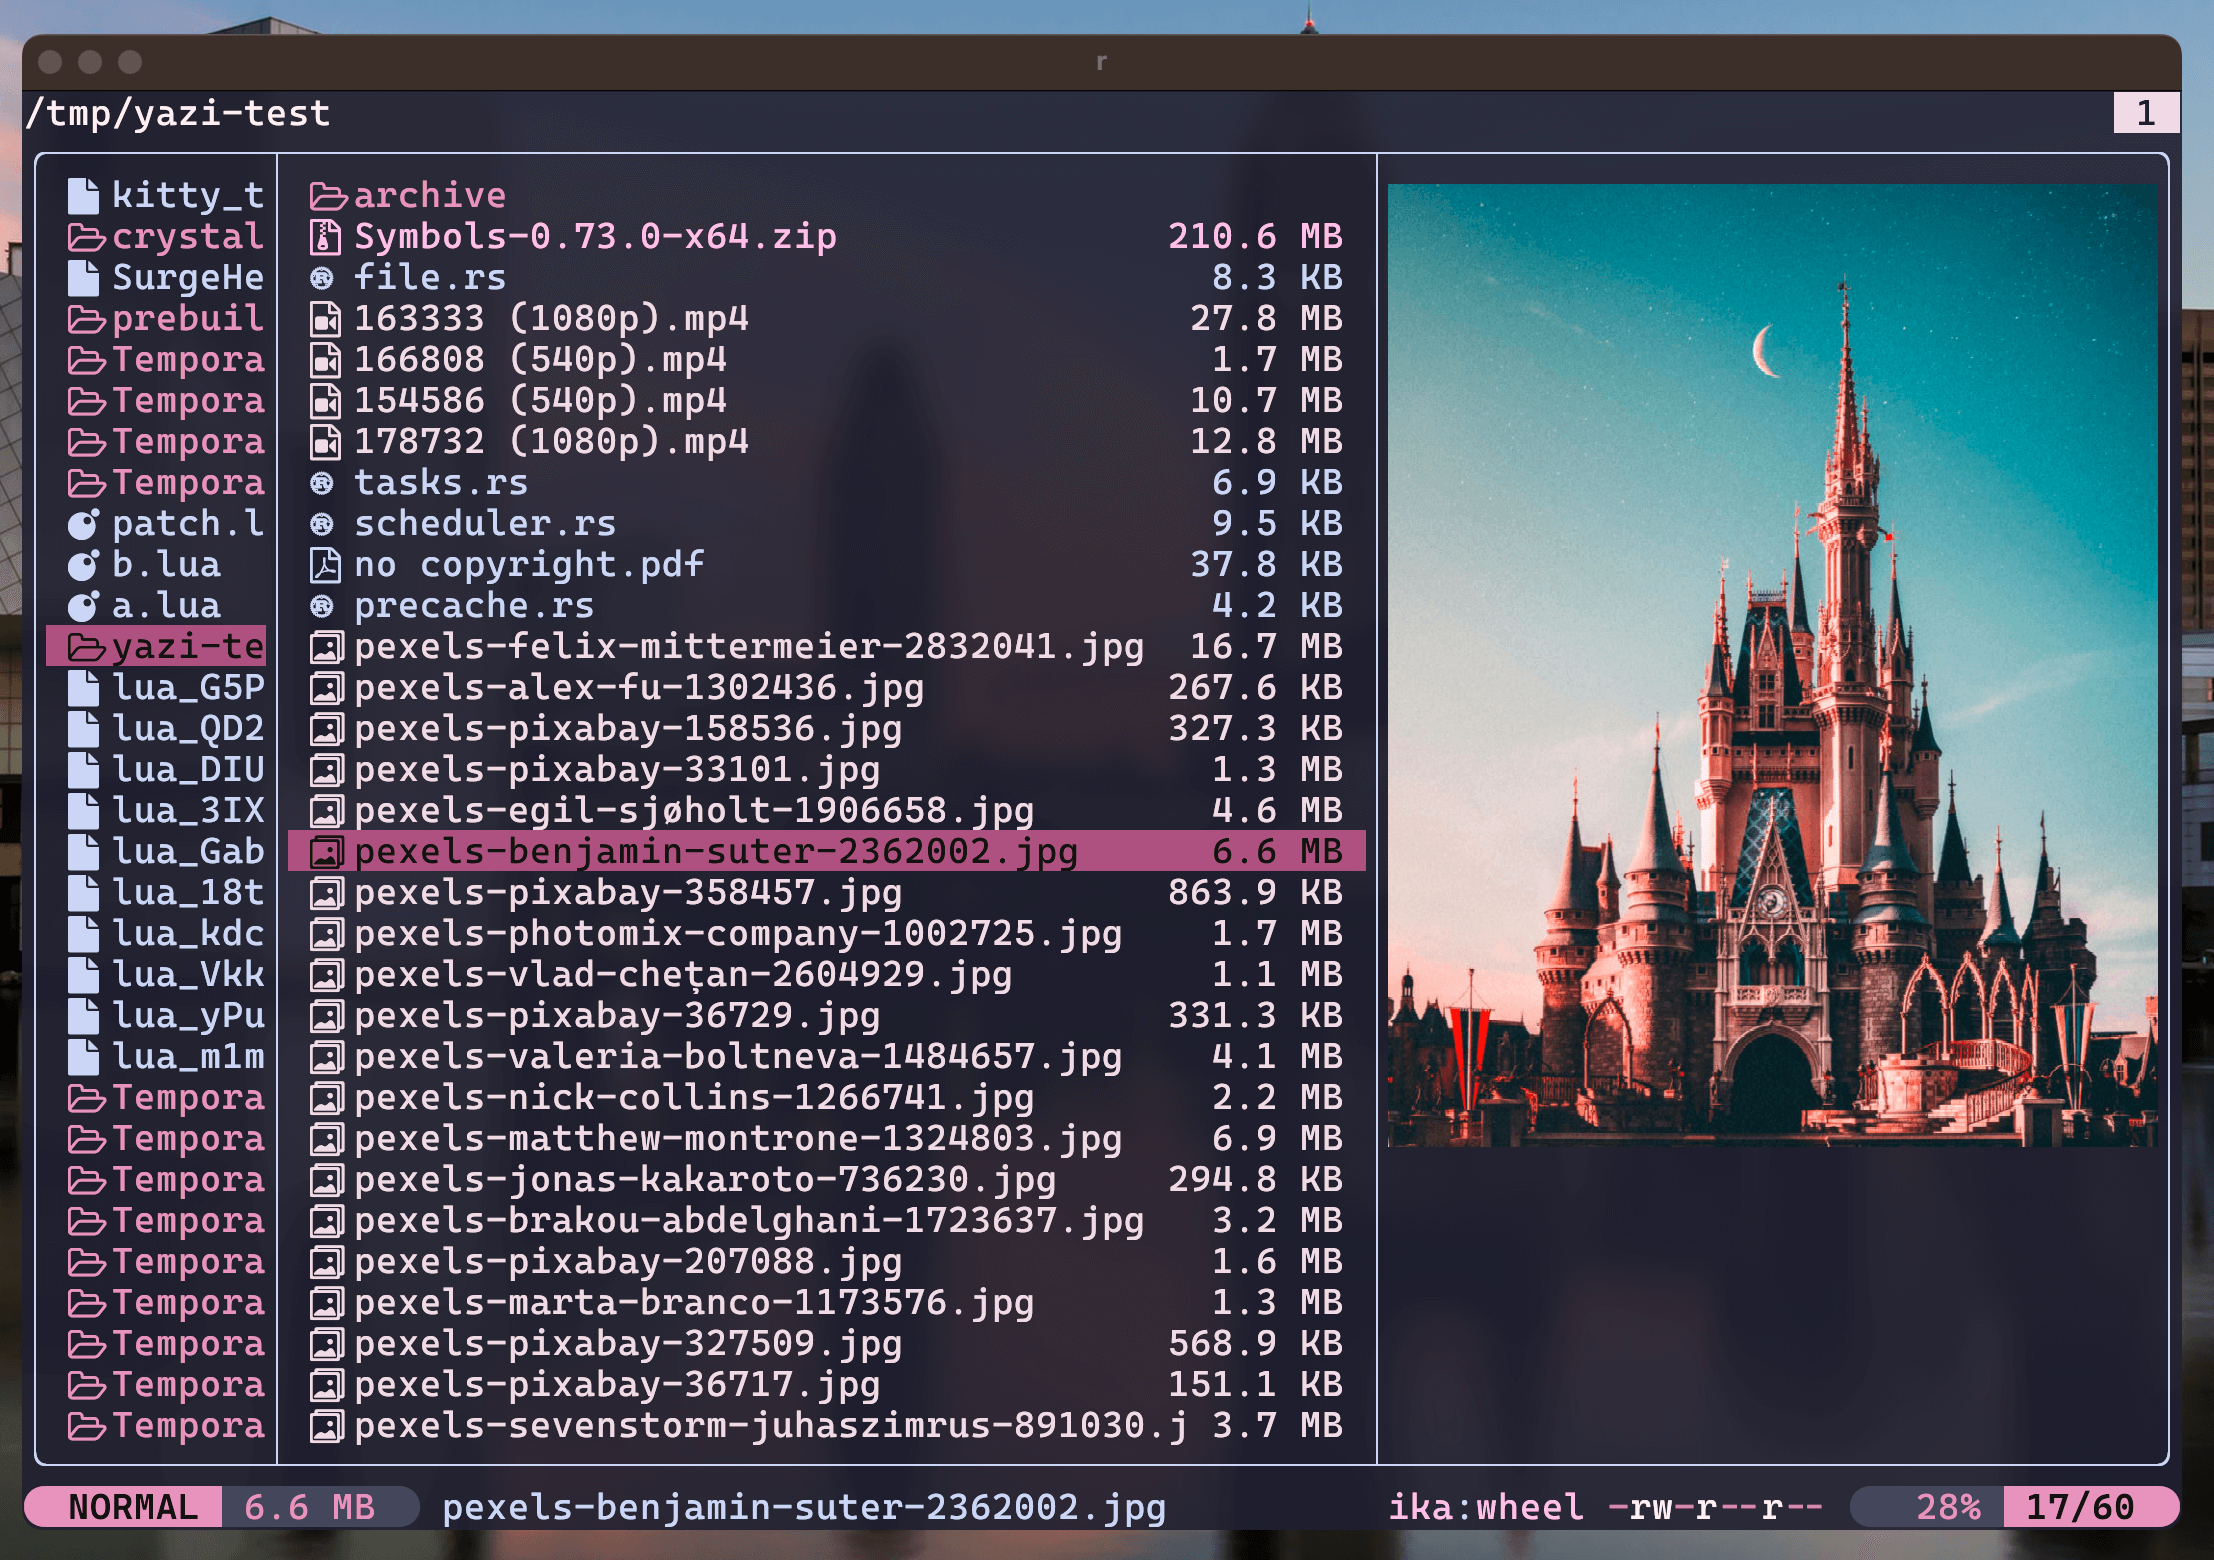 r
/tmp/yazi-test
1
kitty_t
crystal
SurgeHe
prebuil
Tempora
Tempora
Tempora
Tempora
patch.l
b.lua
a.lua
yazi-te
lua_G5P
lua_QD2
lua_DIU
lua_3IX
lua_Gab
lua_18t
lua_kdc
lua_Vkk
lua_yPu
lua_m1m
Tempora
Tempora
Tempora
Tempora
Tempora
Tempora
Tempora
Tempora
Tempora
archive
Symbols-0.73.0-x64.zip 210.6 MB
file.rs 8.3 KB
163333 (1080p).mp4 27.8 MB
166808 (540p).mp4 1.7 MB
154586 (540p).mp4 10.7 MB
178732 (1080p).mp4 12.8 MB
tasks.rs 6.9 KB
scheduler.rs 9.5 KB
no copyright.pdf 37.8 KB
precache.rs 4.2 KB
pexels-felix-mittermeier-2832041.jpg 16.7 MB
pexels-alex-fu-1302436.jpg 267.6 KB
pexels-pixabay-158536.jpg 327.3 KB
pexels-pixabay-33101.jpg 1.3 MB
pexels-egil-sjøholt-1906658.jpg 4.6 MB
pexels-benjamin-suter-2362002.jpg 6.6 MB
pexels-pixabay-358457.jpg 863.9 KB
pexels-photomix-company-1002725.jpg 1.7 MB
pexels-vlad-chețan-2604929.jpg 1.1 MB
pexels-pixabay-36729.jpg 331.3 KB
pexels-valeria-boltneva-1484657.jpg 4.1 MB
pexels-nick-collins-1266741.jpg 2.2 MB
pexels-matthew-montrone-1324803.jpg 6.9 MB
pexels-jonas-kakaroto-736230.jpg 294.8 KB
pexels-brakou-abdelghani-1723637.jpg 3.2 MB
pexels-pixabay-207088.jpg 1.6 MB
pexels-marta-branco-1173576.jpg 1.3 MB
pexels-pixabay-327509.jpg 568.9 KB
pexels-pixabay-36717.jpg 151.1 KB
pexels-sevenstorm-juhaszimrus-891030.j 3.7 MB
NORMAL 6.6 MB pexels-benjamin-suter-2362002.jpg ika:wheel -rw-r--r-- 28% 17/60